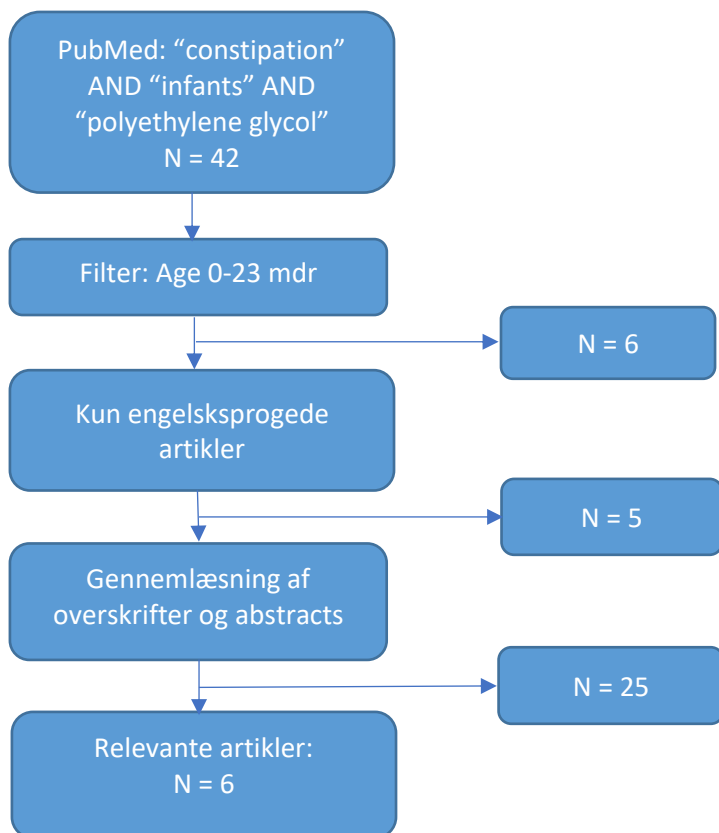 PubMed: “constipation”
AND “infants” AND
“polyethylene glycol”
N = 42
Filter: Age 0-23 mdr
N = 6
Kun engelsksprogede
artikler
N = 5
Gennemlæsning af
overskrifter og abstracts
N = 25
Relevante artikler:
N = 6